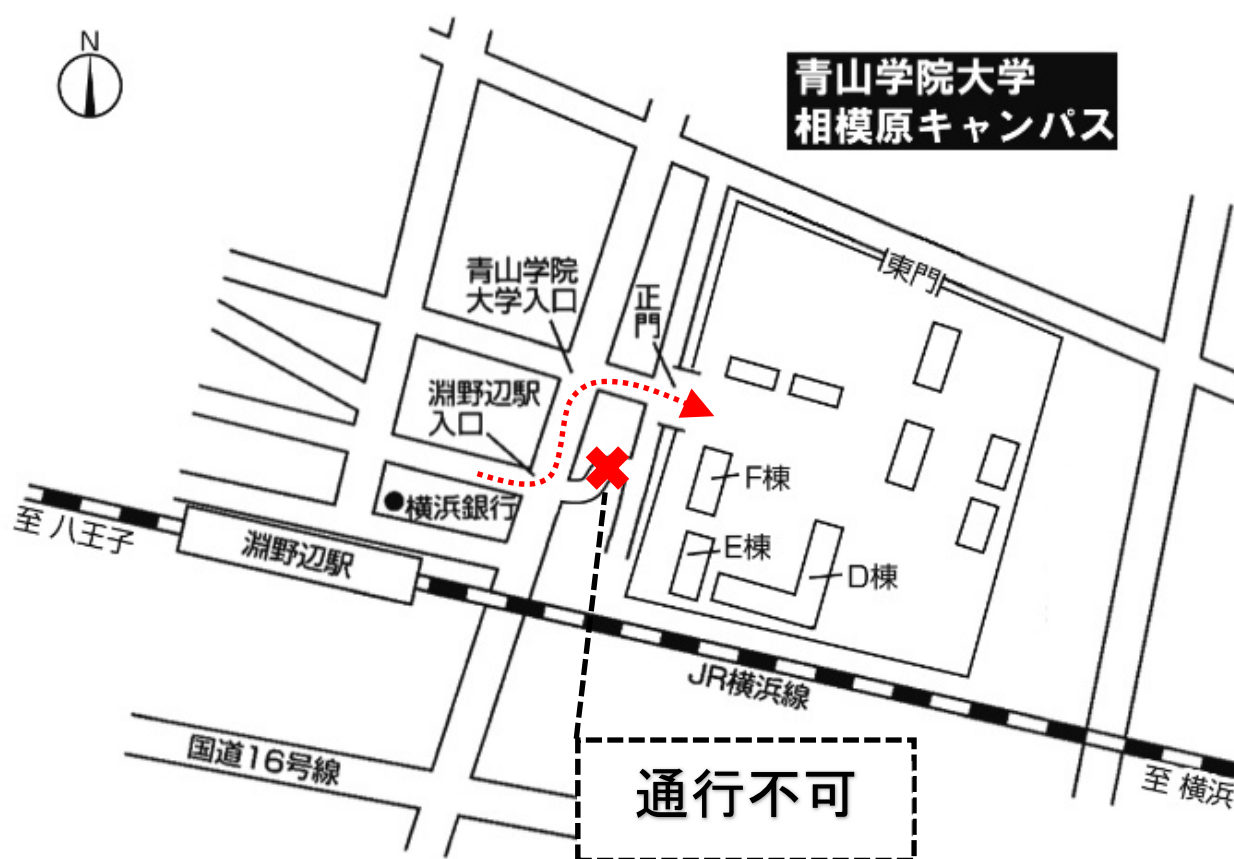 N
青山学院大学
相模原キャンパス
東門
青山学院
大学入口
正門
淵野辺駅
入口
F棟
横浜銀行
至 八王子
淵野辺駅
E棟
D棟
JR横浜線
国道16号線
通行不可
至 横浜